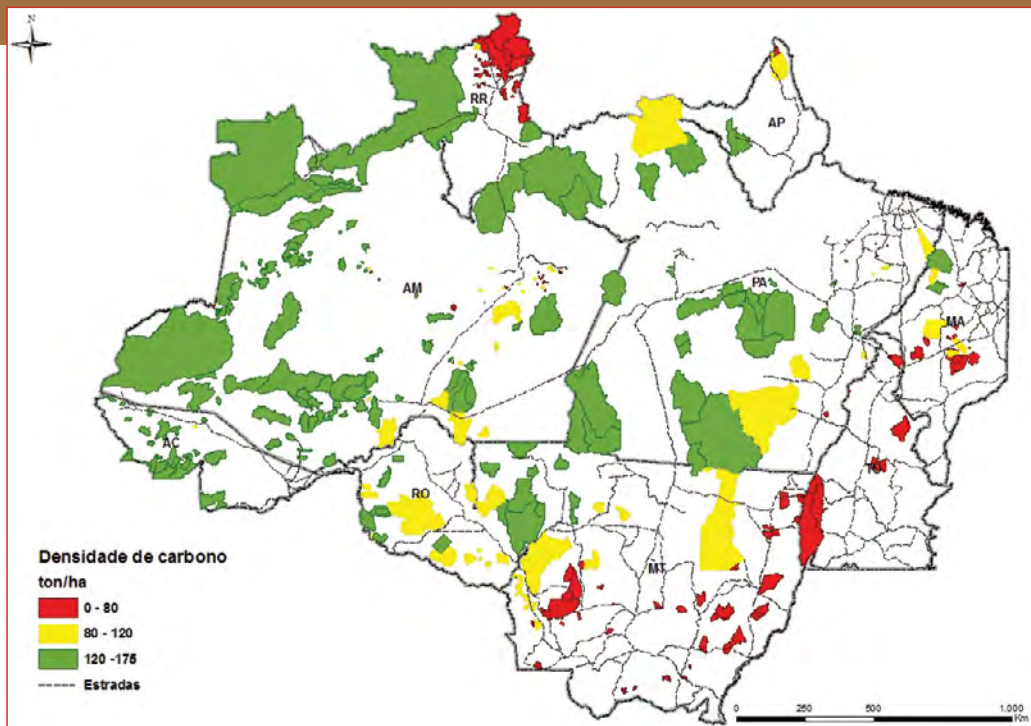 N
RR
AP
AM
PA
MA
AC
TO
RO
MT
Densidade de carbono
ton/ha
0 - 80
80 - 120
120 -175
Estradas
0 250 500 1.000
Km